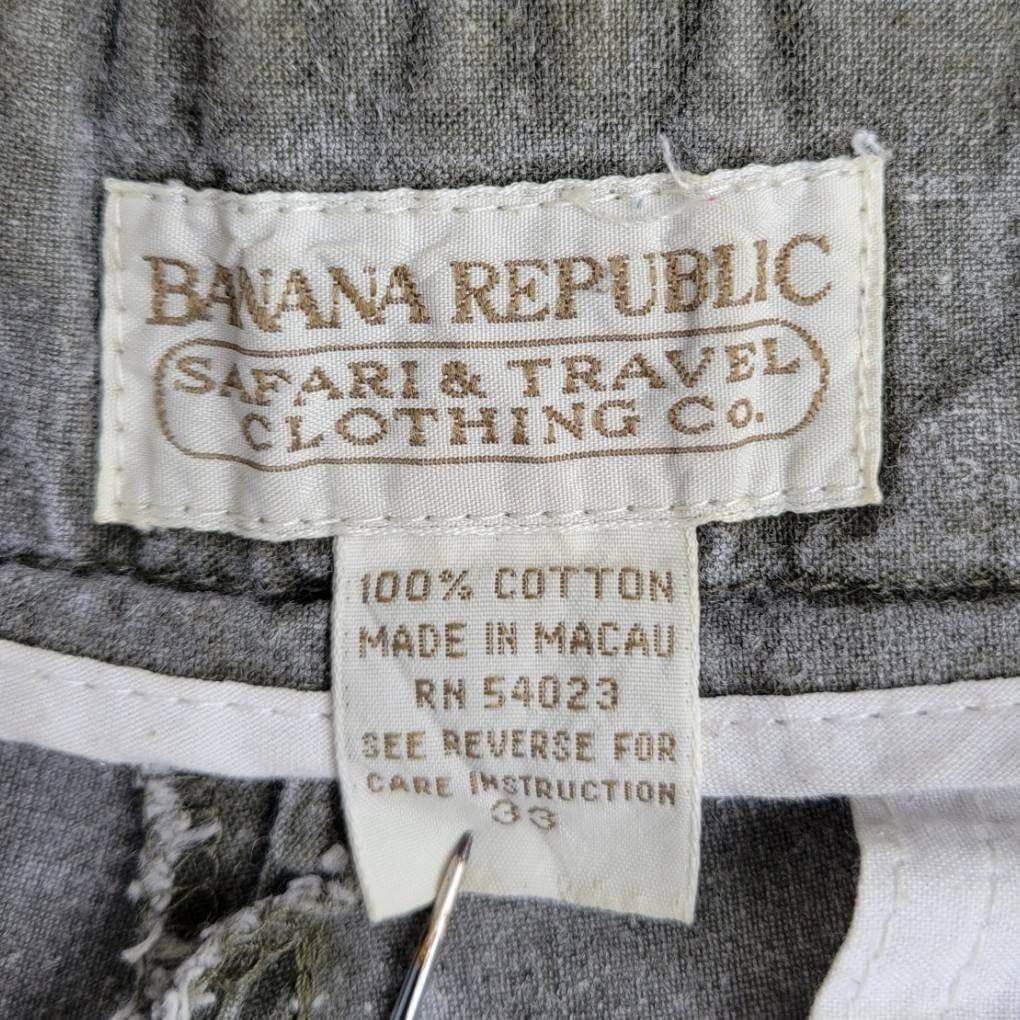 BANANA REPUBLIC
SAFARI & TRAVEL
CLOTHING CO.
100% COTTON
MADE IN MACAU
RN 54023
SEE REVERSE FOR
CARE INSTRUCTION
33